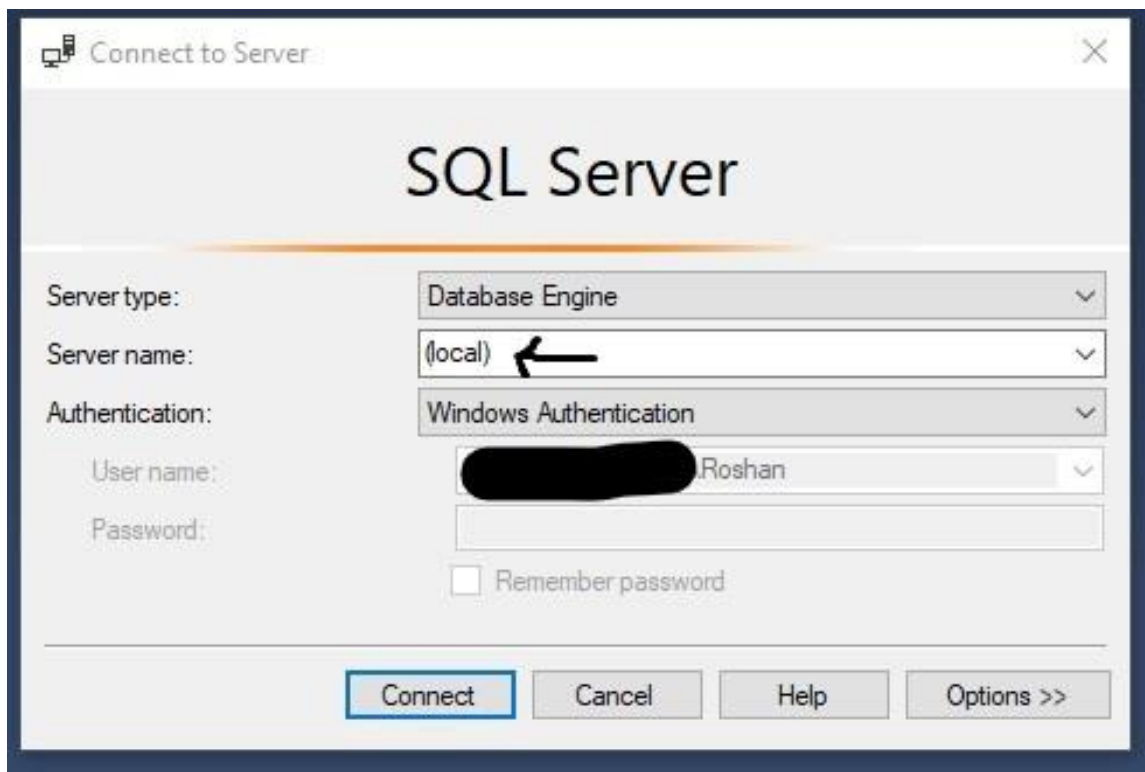 Connect to Server
SQL Server
Server type: Database Engine
Server name: (local)
Authentication: Windows Authentication
User name: Roshan
Password:
Remember password
Connect Cancel Help Options >>